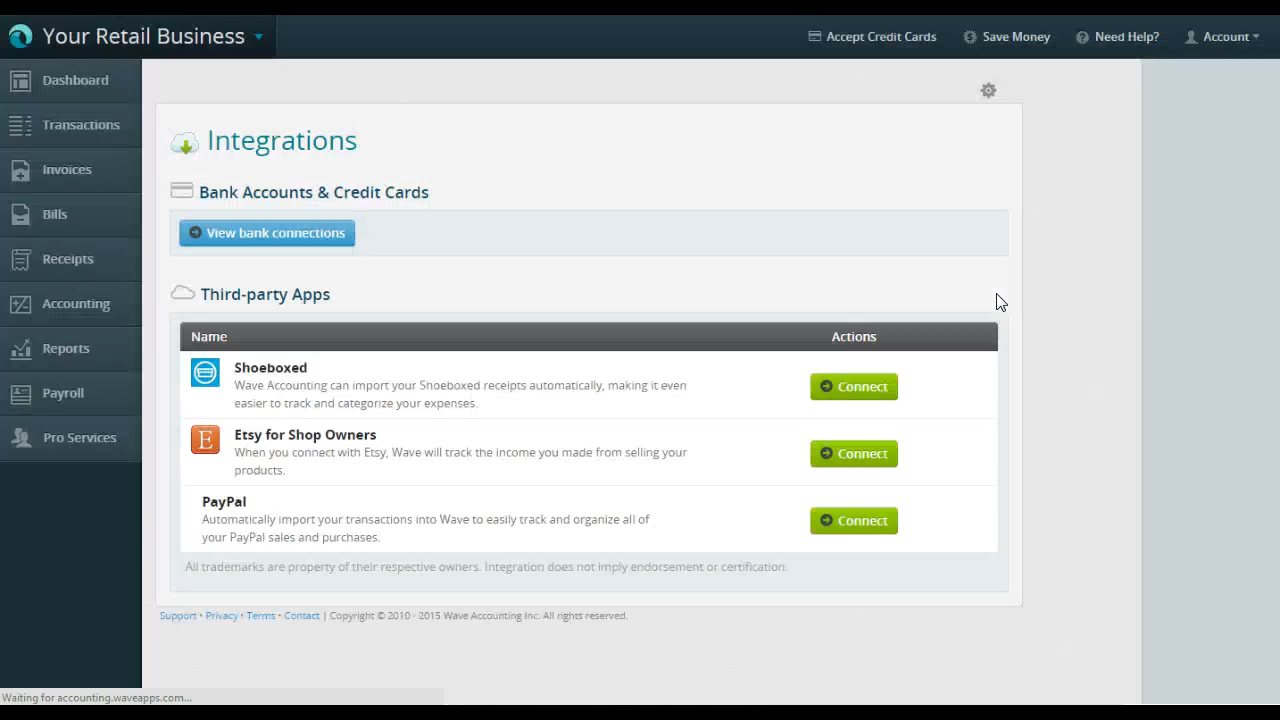 Your Retail Business
Accept Credit Cards
Save Money
Need Help?
Account
Dashboard
Transactions
Invoices
Bills
Receipts
Accounting
Reports
Payroll
Pro Services
Integrations
Bank Accounts & Credit Cards
View bank connections
Third-party Apps
Name Actions
Shoeboxed
Wave Accounting can import your Shoeboxed receipts automatically, making it even
easier to track and categorize your expenses.
Connect
E
Etsy for Shop Owners
When you connect with Etsy, Wave will track the income you made from selling your
products.
Connect
PayPal
Automatically import your transactions into Wave to easily track and organize all of
your PayPal sales and purchases.
Connect
All trademarks are property of their respective owners. Integration does not imply endorsement or certification.
Support • Privacy • Terms • Contact | Copyright © 2010 - 2015 Wave Accounting Inc. All rights reserved.
Waiting for accounting.waveapps.com...